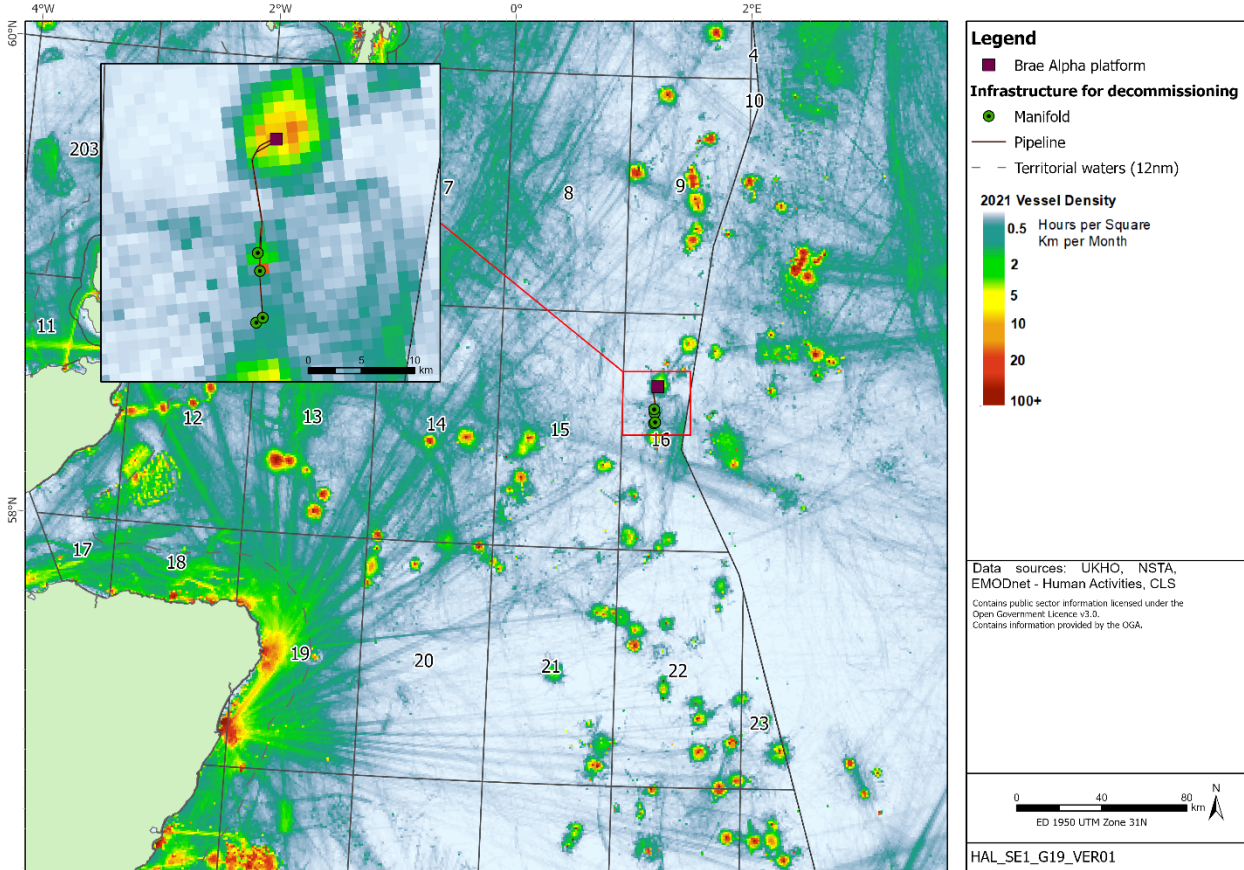 4°W
2°W
0°
2°E
60°N
58°N
203
7
8
9
4
10
11
12
13
14
15
16
17
18
19
20
21
22
23
0 5 10
km
Legend
Brae Alpha platform
Infrastructure for decommissioning
Manifold
Pipeline
Territorial waters (12nm)
2021 Vessel Density
Hours per Square
Km per Month
0.5
2
5
10
20
100+
Data sources: UKHO, NSTA,
EMODnet - Human Activities, CLS
Contains public sector information licensed under the
Open Government Licence v3.0.
Contains information provided by the OGA.
0 40 80
km
N
ED 1950 UTM Zone 31N
HAL_SE1_G19_VER01